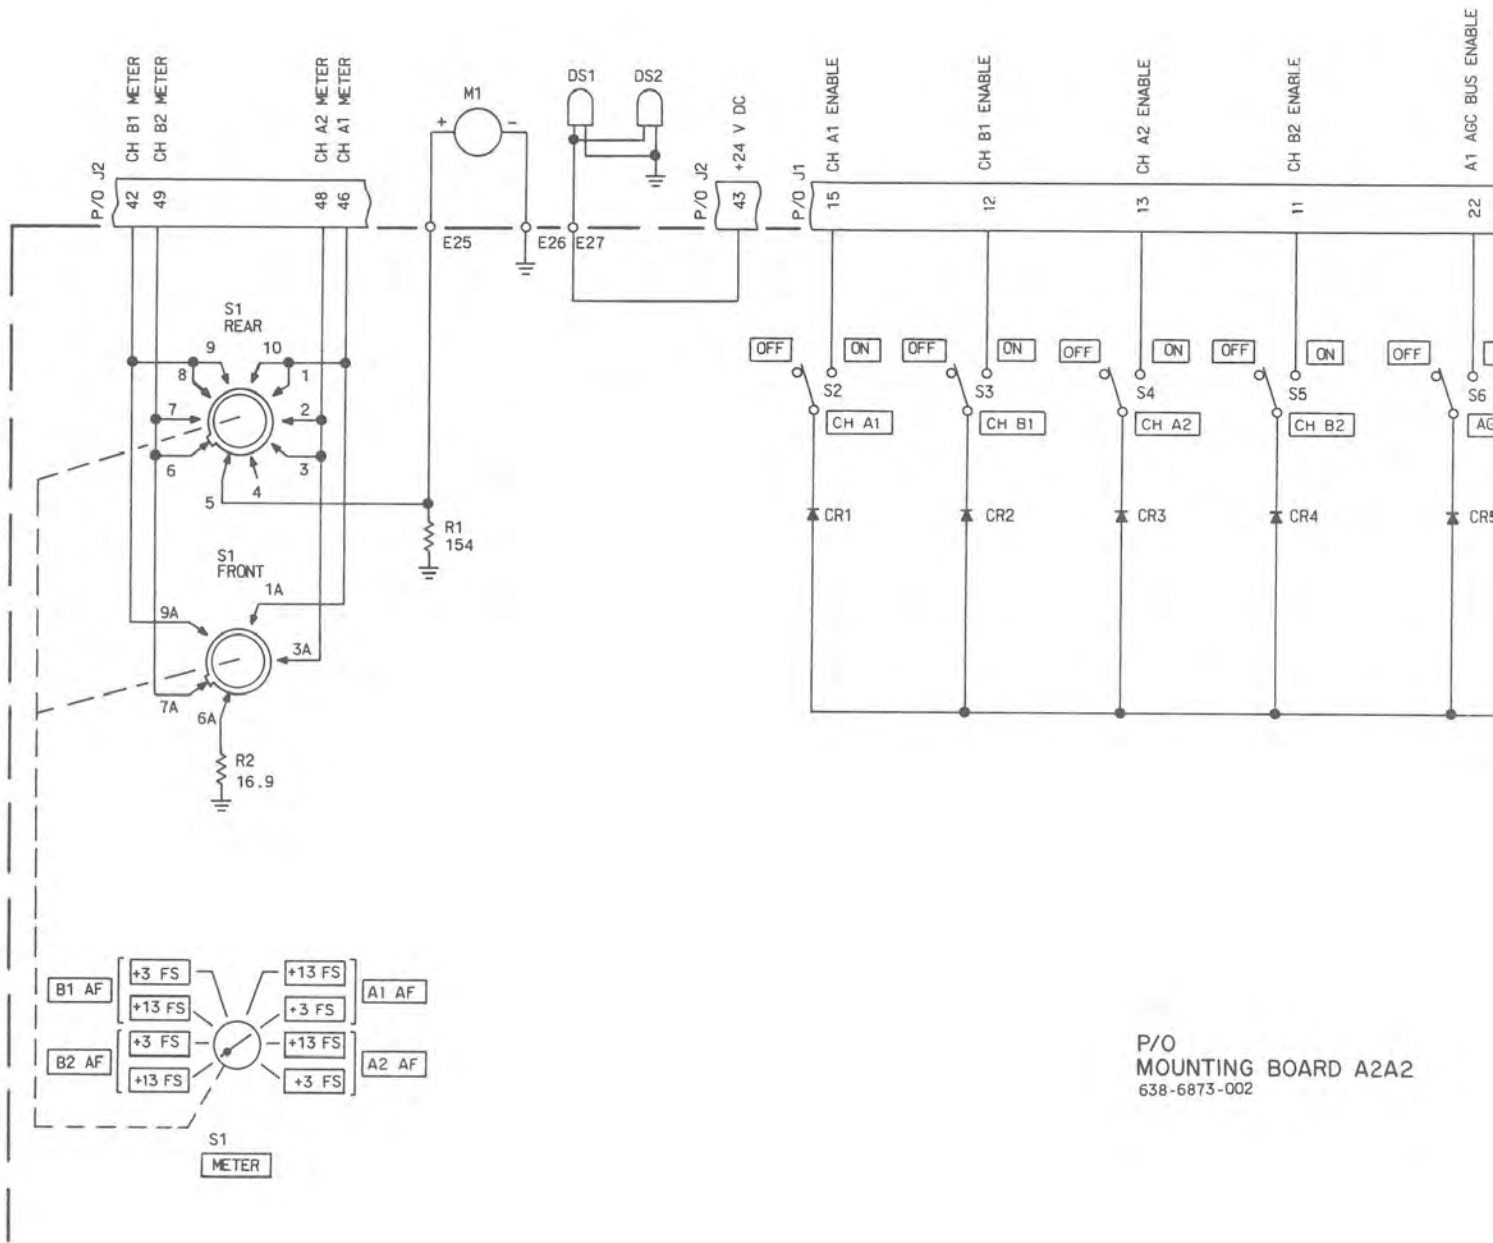 CH B1 METER
CH B2 METER
CH A2 METER
CH A1 METER
P/O J2
42
49
48
46
M1
+
-
DS1
DS2
P/O J2
+24 V DC
43
P/O J1
CH A1 ENABLE
CH B1 ENABLE
CH A2 ENABLE
CH B2 ENABLE
A1 AGC BUS ENABLE
15
12
13
11
22
E25
E26
E27
S1
REAR
9
10
8
1
7
2
6
3
5
4
R1
154
S1
FRONT
1A
9A
3A
7A
6A
R2
16.9
OFF
ON
S2
CH A1
CR1
OFF
ON
S3
CH B1
CR2
OFF
ON
S4
CH A2
CR3
OFF
ON
S5
CH B2
CR4
OFF
S6
AG
CR5
B1 AF
+3 FS
+13 FS
B2 AF
+3 FS
+13 FS
+13 FS
+3 FS
A1 AF
+13 FS
+3 FS
A2 AF
S1
METER
P/O
MOUNTING BOARD A2A2
638-6873-002